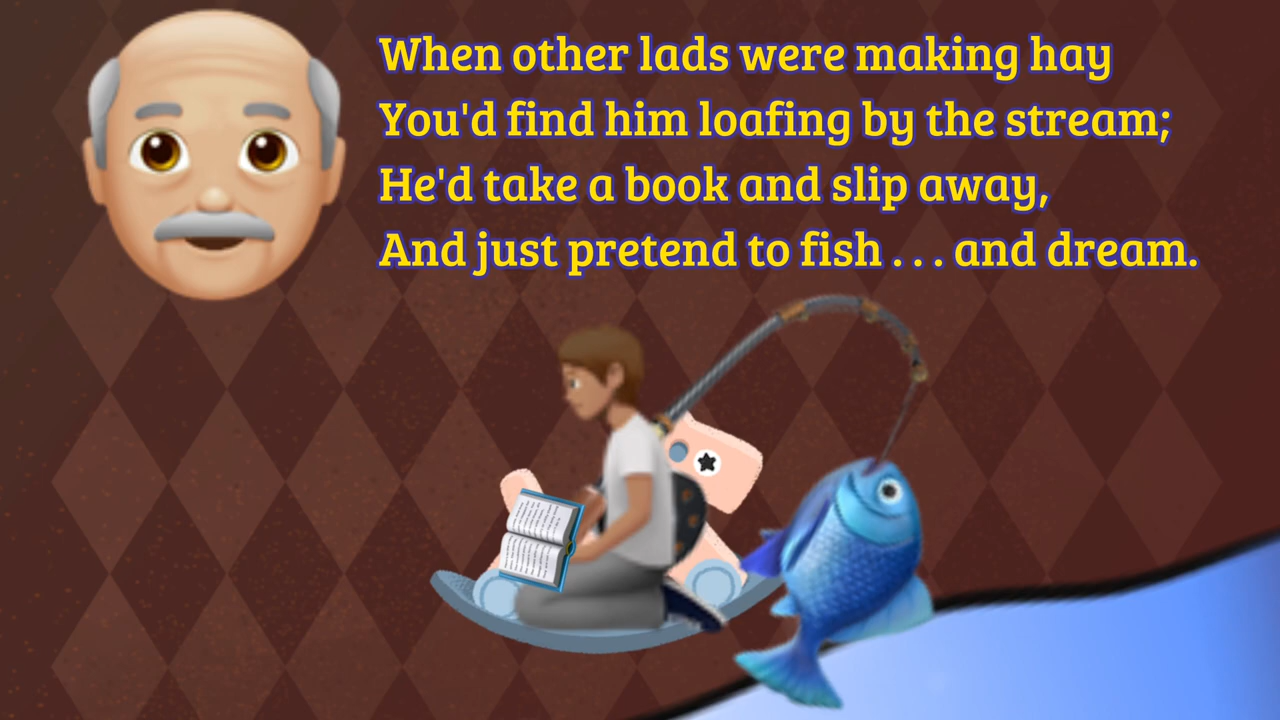 When other lads were making hay
You'd find him loafing by the stream;
He'd take a book and slip away,
And just pretend to fish . . . and dream.